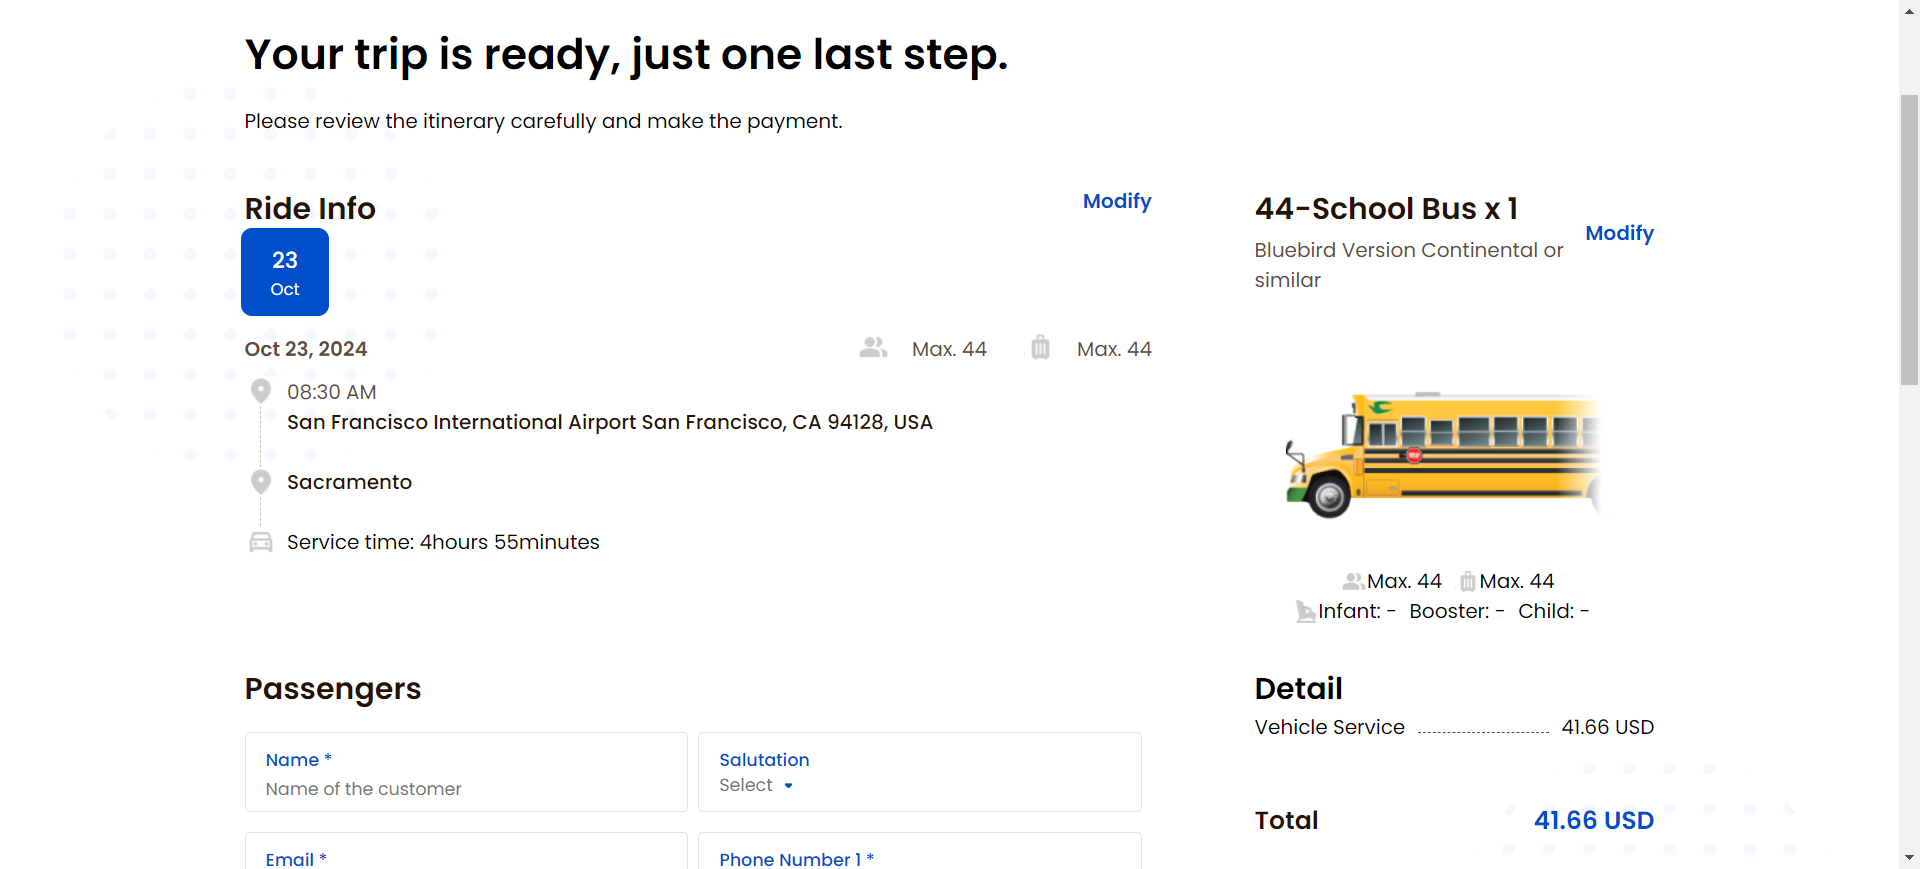 Your trip is ready, just one last step.
Please review the itinerary carefully and make the payment.
Ride Info
Modify
23
Oct
Oct 23, 2024
Max. 44
Max. 44
08:30 AM
San Francisco International Airport San Francisco, CA 94128, USA
Sacramento
Service time: 4hours 55minutes
Passengers
Name *
Name of the customer
Salutation
Select
Email *
Phone Number 1 *
44-School Bus x 1
Modify
Bluebird Version Continental or
similar
Max. 44 Max. 44
Infant: - Booster: - Child: -
Detail
Vehicle Service 41.66 USD
Total 41.66 USD